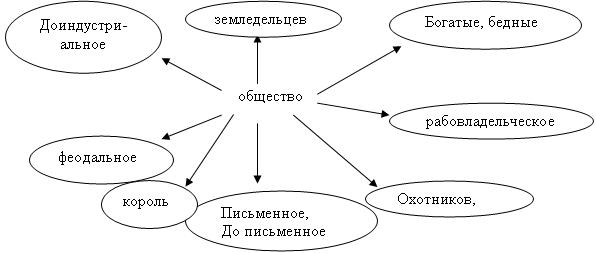 Доиндустри-
альное
земледельцев
Богатые, бедные
общество
рабовладельческое
феодальное
король
Письменное,
До письменное
Охотников,